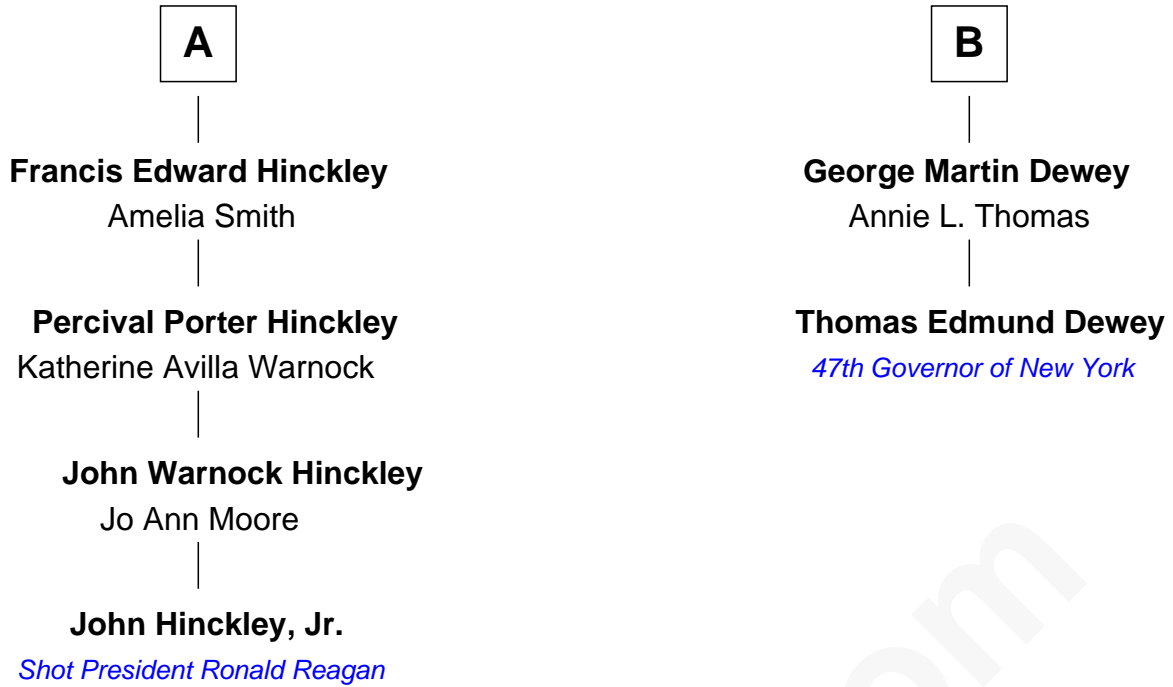 A
Francis Edward Hinckley
Amelia Smith
Percival Porter Hinckley
Katherine Avilla Warnock
John Warnock Hinckley
Jo Ann Moore
John Hinckley, Jr.
Shot President Ronald Reagan
B
George Martin Dewey
Annie L. Thomas
Thomas Edmund Dewey
47th Governor of New York
om